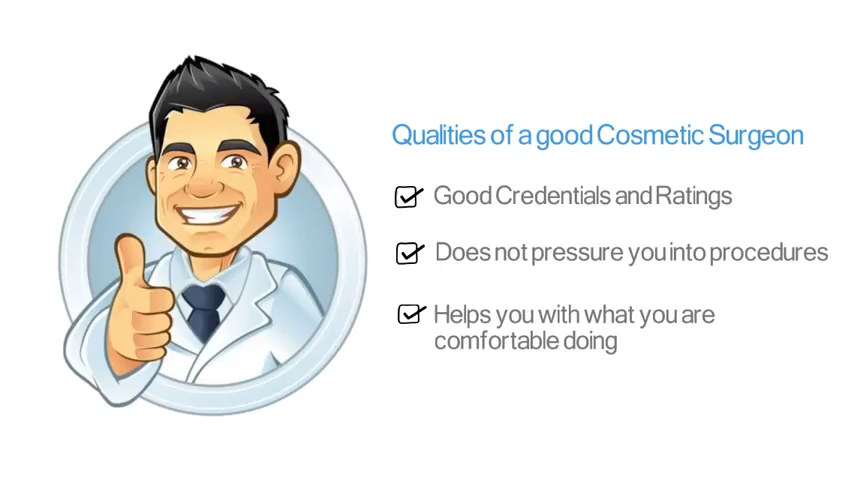 Qualities of a good Cosmetic Surgeon
Good Credentials and Ratings
Does not pressure you into procedures
Helps you with what you are
comfortable doing